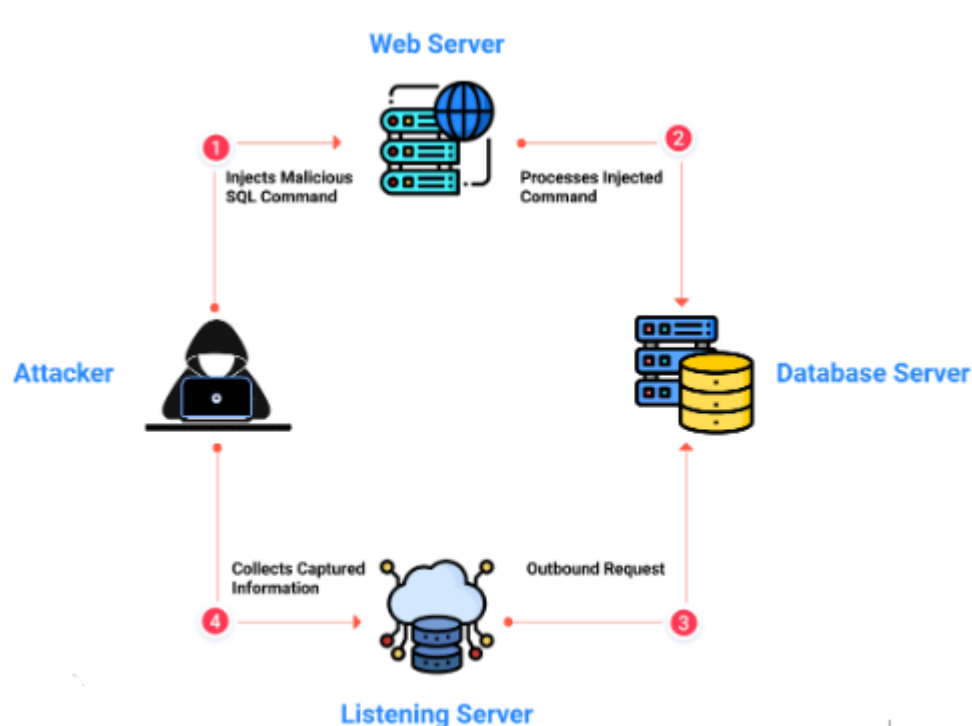 Web Server
1
Injects Malicious
SQL Command
2
Processes Injected
Command
Attacker
Database Server
Collects Captured
Information
4
Outbound Request
3
Listening Server